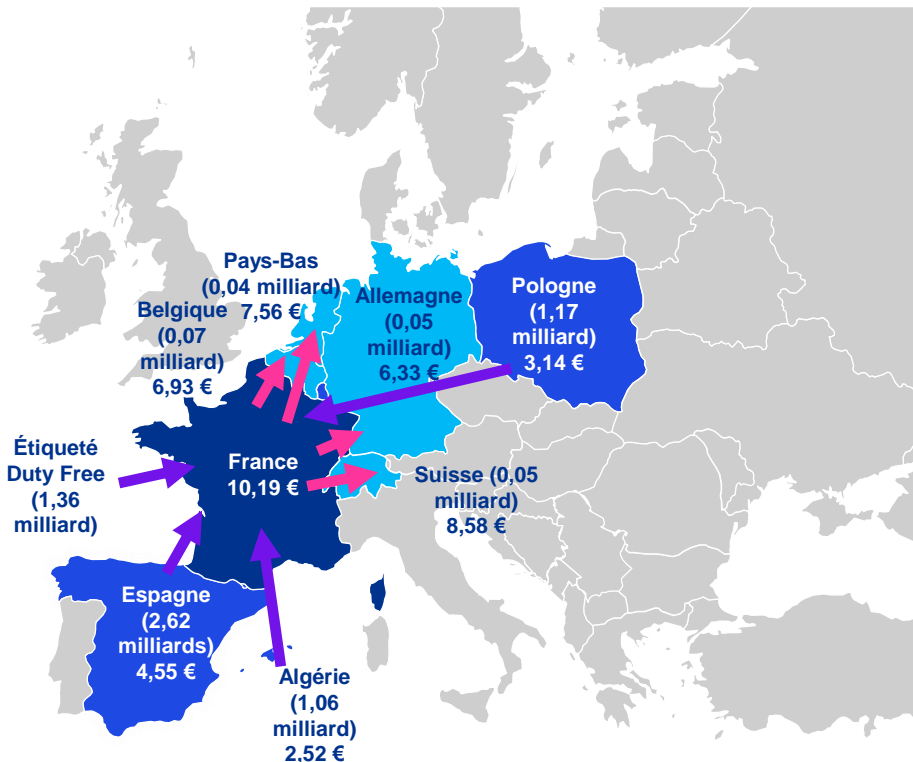 Pays-Bas
(0,04 milliard)
7,56 €
Belgique
(0,07
milliard)
6,93 €
Allemagne
(0,05
milliard)
6,33 €
Pologne
(1,17
milliard)
3,14 €
Étiqueté
Duty Free
(1,36
milliard)
France
10,19 €
Suisse (0,05
milliard)
8,58 €
Espagne
(2,62
milliards)
4,55 €
Algérie
(1,06
milliard)
2,52 €